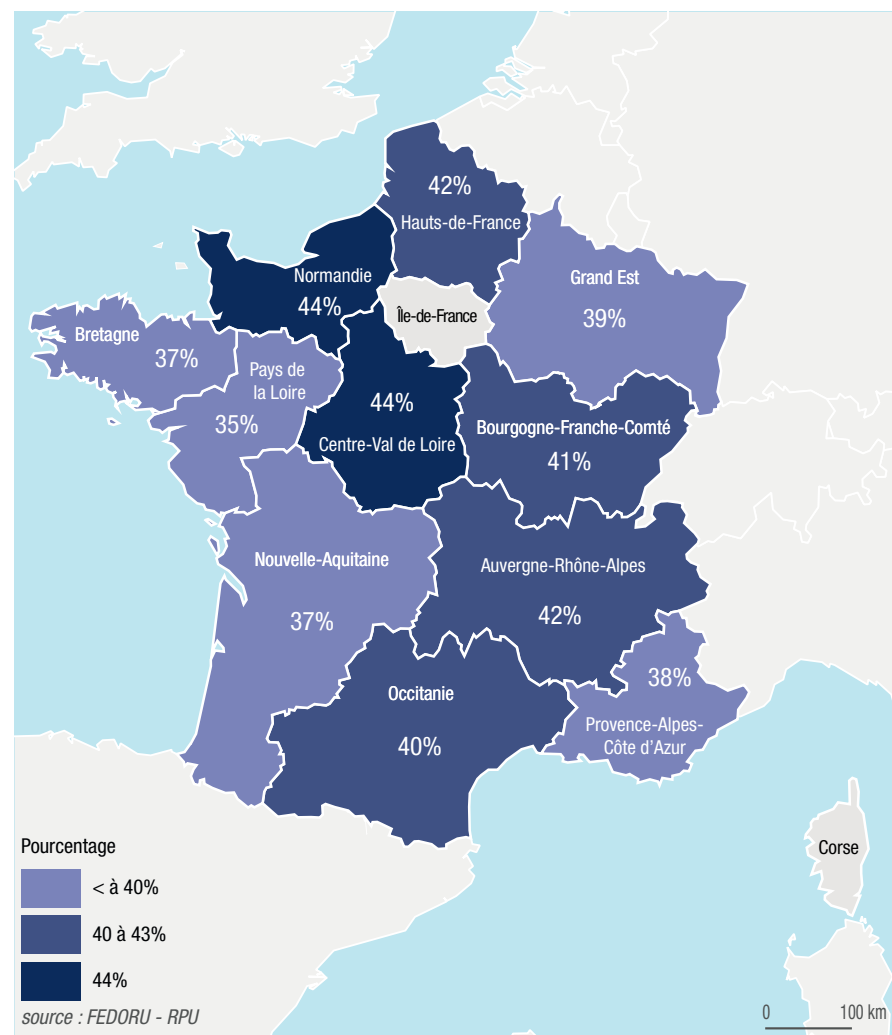 42%
Hauts-de-France
Normandie
44%
Île-de-France
Grand Est
39%
Bretagne
37%
Pays de
la Loire
35%
44%
Centre-Val de Loire
Bourgogne-Franche-Comté
41%
Nouvelle-Aquitaine
37%
Auvergne-Rhône-Alpes
42%
38%
Provence-Alpes-
Côte d'Azur
Occitanie
40%
Corse
Pourcentage
< à 40%
40 à 43%
44%
source : FEDORU - RPU
0 100 km